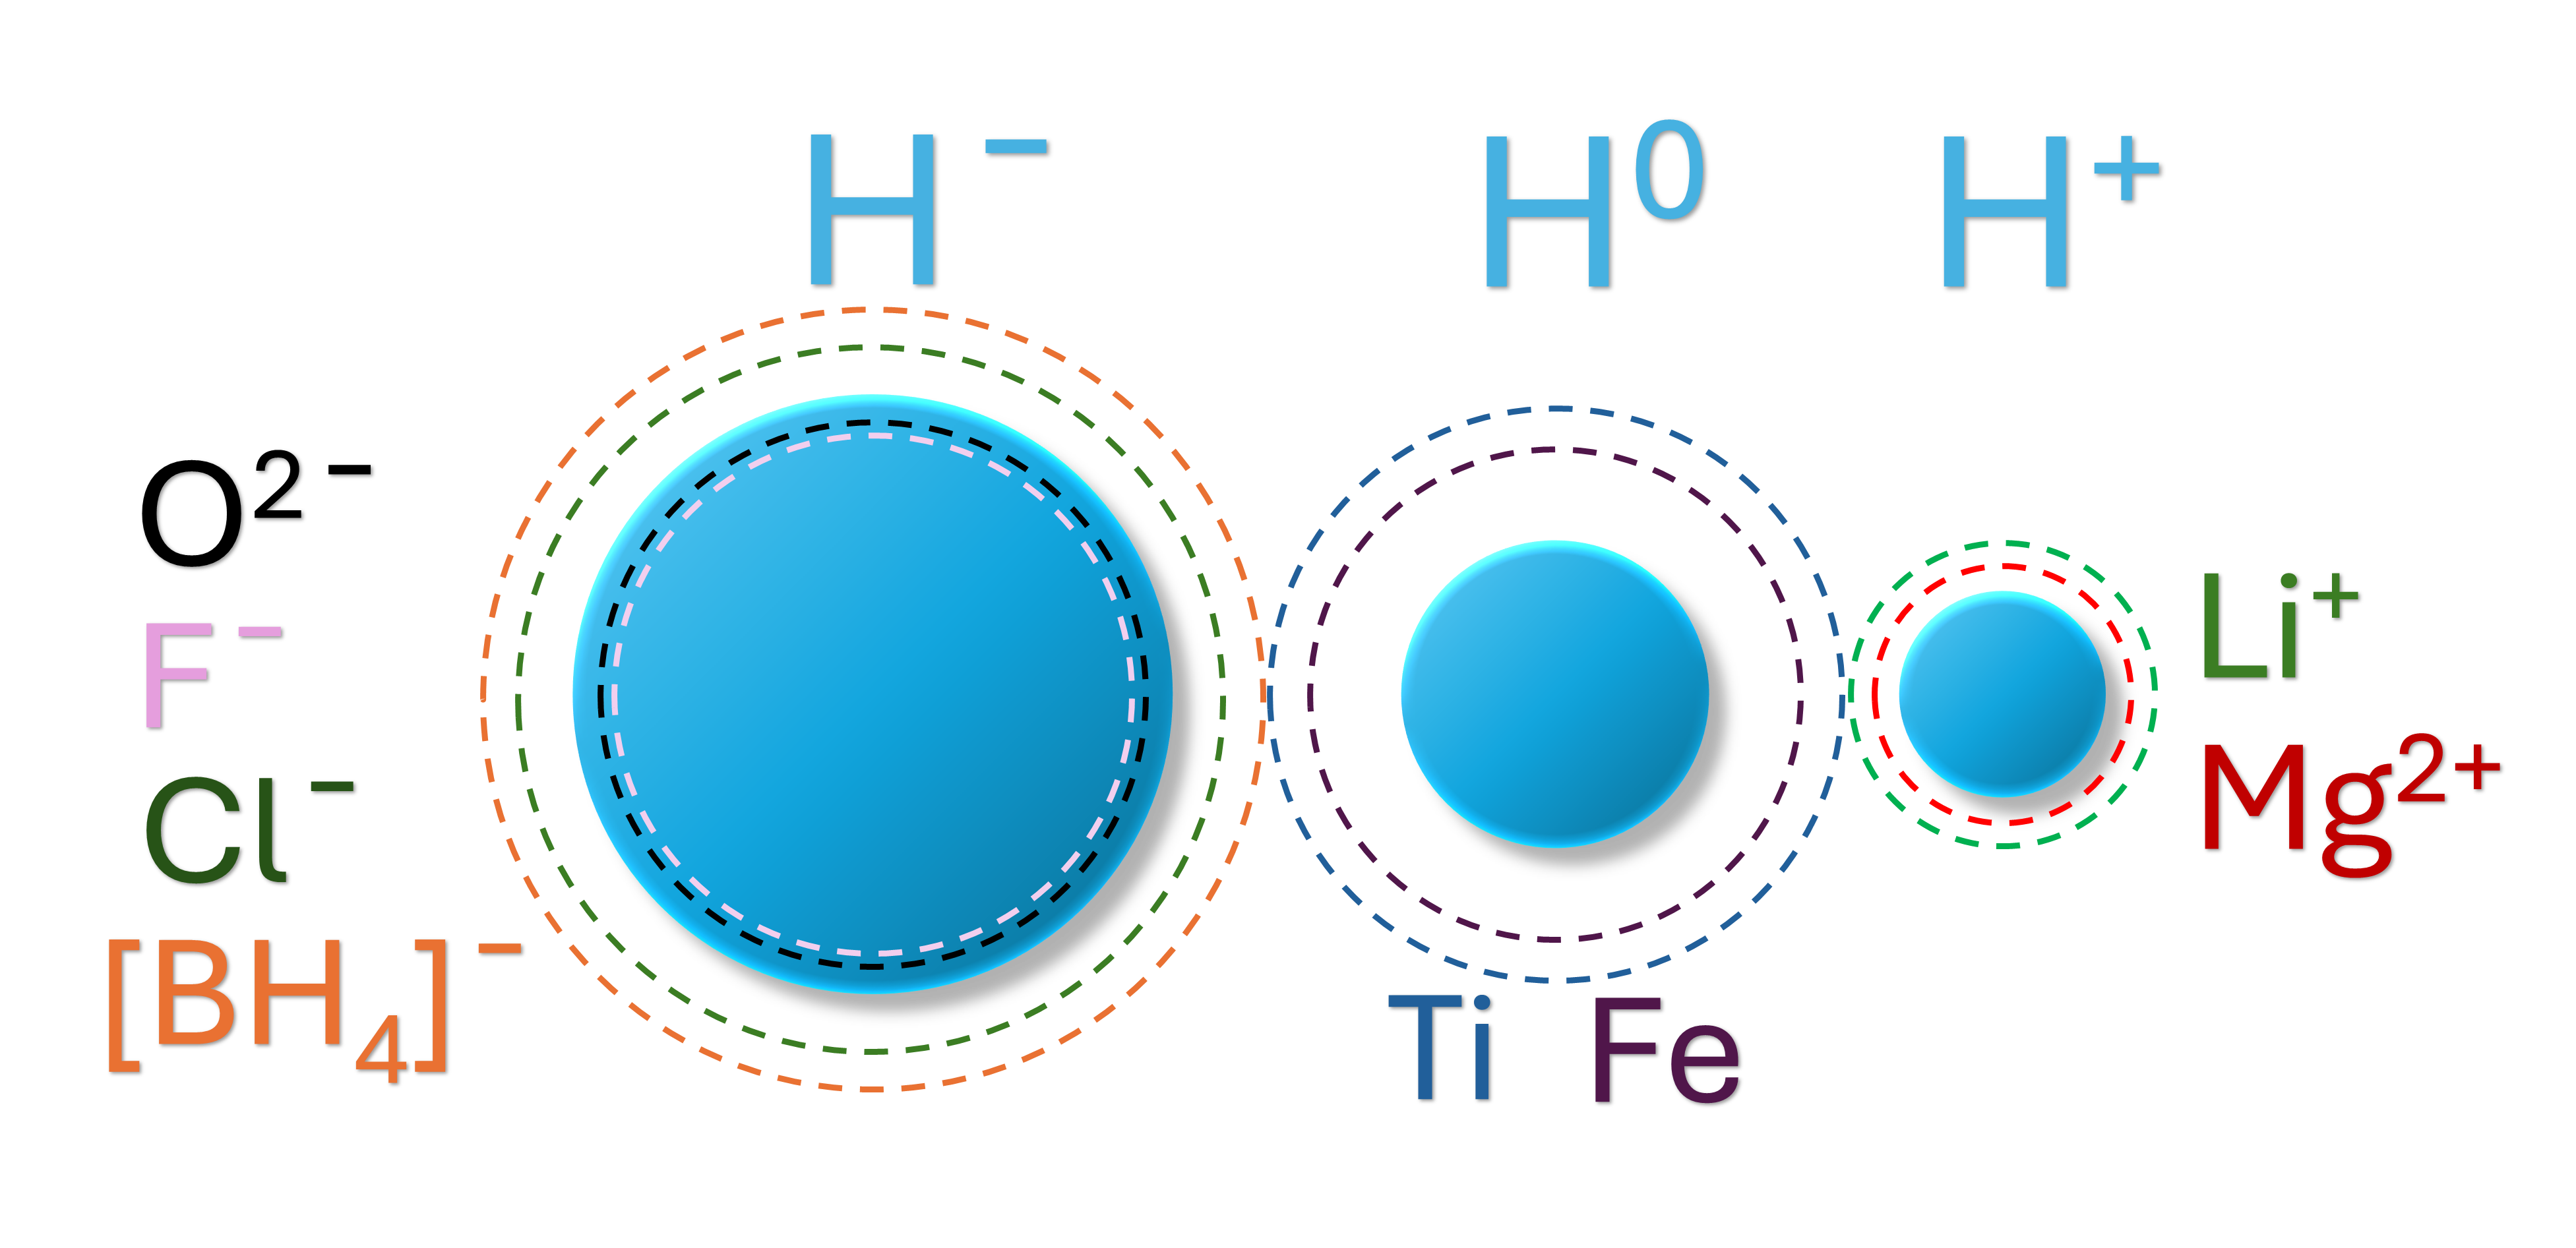 H⁻ H⁰ H⁺
O²⁻
F⁻
Cl⁻
[BH₄]⁻
Li⁺
Mg²⁺
Ti Fe